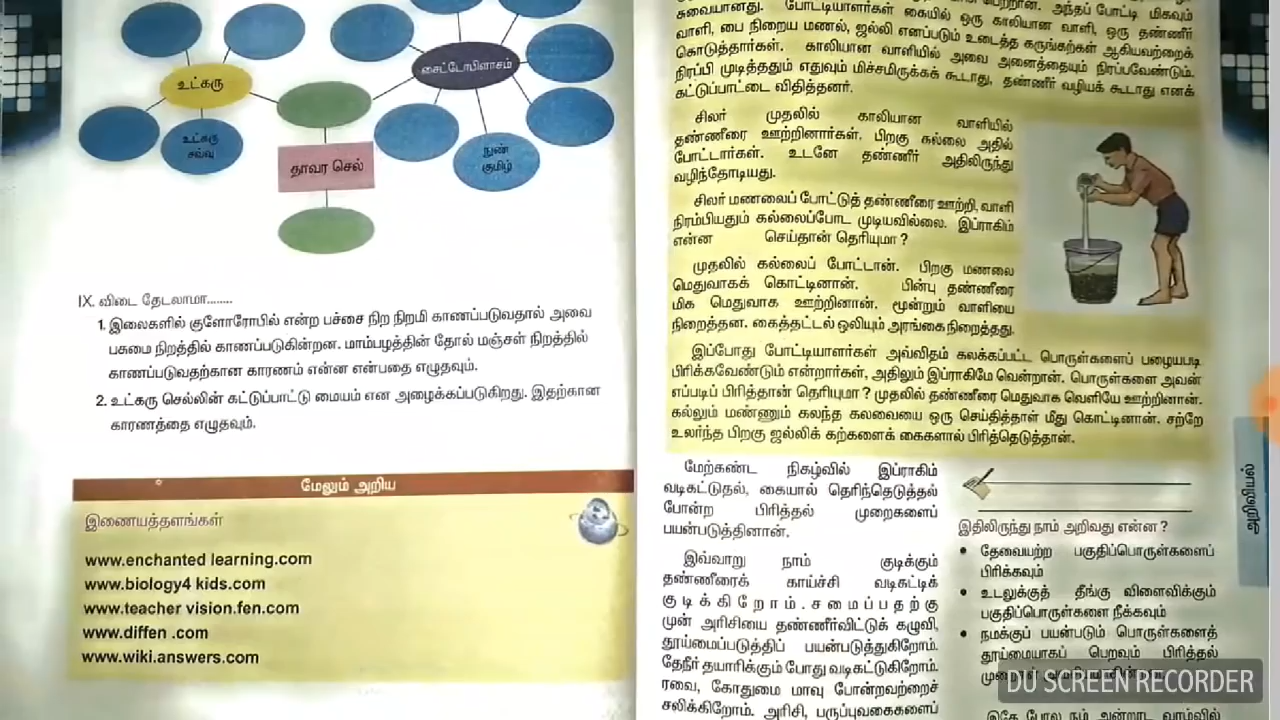 உட்கரு
சைட்டோபிளாசம்
உட்கரு
சவ்வு
நுண்
குமிழ்
தாவர செல்
IX. விடை தேடலாமா........
1. இலைகளில் குளோரோபில் என்ற பச்சை நிற நிறமி காணப்படுவதால் அவை
பசுமை நிறத்தில் காணப்படுகின்றன. மாம்பழத்தின் தோல் மஞ்சள் நிறத்தில்
காணப்படுவதற்கான காரணம் என்ன என்பதை எழுதவும்.
2. உட்கரு செல்லின் கட்டுப்பாட்டு மையம் என அழைக்கப்படுகிறது. இதற்கான
காரணத்தை எழுதவும்.
மேலும் அறிய
இணையத்தளங்கள்
www.enchanted learning.com
www.biology4 kids.com
www.teacher vision.fen.com
www.diffen .com
www.wiki.answers.com
சுவையானது. போட்டியாளர்கள் கையில் ஒரு காலியான வாளி, ஒரு தண்ணீர்
வாளி, பை நிறைய மணல், ஜல்லி எனப்படும் உடைத்த கருங்கற்கள் ஆகியவற்றைக்
கொடுத்தார்கள். காலியான வாளியில் அவை அனைத்தையும் நிரப்பவேண்டும்.
நிரப்பி முடித்ததும் எதுவும் மிச்சமிருக்கக் கூடாது, தண்ணீர் வழியக் கூடாது எனக்
கட்டுப்பாட்டை விதித்தனர்.
சிலர் முதலில் காலியான வாளியில்
தண்ணீரை ஊற்றினார்கள். பிறகு கல்லை அதில்
போட்டார்கள். உடனே தண்ணீர் அதிலிருந்து
வழிந்தோடியது.
சிலர் மணலைப் போட்டுத் தண்ணீரை ஊற்றி, வாளி
நிரம்பியதும் கல்லைப்போட முடியவில்லை. இப்ராகிம்
என்ன செய்தான் தெரியுமா ?
முதலில் கல்லைப் போட்டான். பிறகு மணலை
மெதுவாகக் கொட்டினான். பின்பு தண்ணீரை
மிக மெதுவாக ஊற்றினான். மூன்றும் வாளியை
நிறைத்தன. கைத்தட்டல் ஒலியும் அரங்கை நிறைத்தது.
இப்போது போட்டியாளர்கள் அவ்விதம் கலக்கப்பட்ட பொருள்களைப் பழையபடி
பிரிக்கவேண்டும் என்றார்கள், அதிலும் இப்ராகிமே வென்றான். பொருள்களை அவன்
எப்படிப் பிரித்தான் தெரியுமா ? முதலில் தண்ணீரை மெதுவாக வெளியே ஊற்றினான்.
கல்லும் மண்ணும் கலந்த கலவையை ஒரு செய்தித்தாள் மீது கொட்டினான். சற்றே
உலர்ந்த பிறகு ஜல்லிக் கற்களைக் கைகளால் பிரித்தெடுத்தான்.
மேற்கண்ட நிகழ்வில் இப்ராகிம்
வடிகட்டுதல், கையால் தெரிந்தெடுத்தல்
போன்ற பிரித்தல் முறைகளைப்
பயன்படுத்தினான்.
இவ்வாறு நாம் குடிக்கும்
தண்ணீரைக் காய்ச்சி வடிகட்டிக்
குடிக்கிறோம். சமைப்பதற்கு
முன் அரிசியை தண்ணீர்விட்டுக் கழுவி,
தூய்மைப்படுத்திப் பயன்படுத்துகிறோம்.
தேநீர் தயாரிக்கும் போது வடிகட்டுகிறோம்.
ரவை, கோதுமை மாவு போன்றவற்றைச்
சலிக்கிறோம். அரிசி, பருப்புவகைகளைப்
இதிலிருந்து நாம் அறிவது என்ன ?
• தேவையற்ற பகுதிப்பொருள்களைப்
பிரிக்கவும்
• உடலுக்குத் தீங்கு விளைவிக்கும்
பகுதிப்பொருள்களை நீக்கவும்
• நமக்குப் பயன்படும் பொருள்களைத்
தூய்மையாகப் பெறவும் பிரித்தல்
இதே போல நம் அன்றாட வாழ்வில்
அறிவியல்
DU SCREEN RECORDER